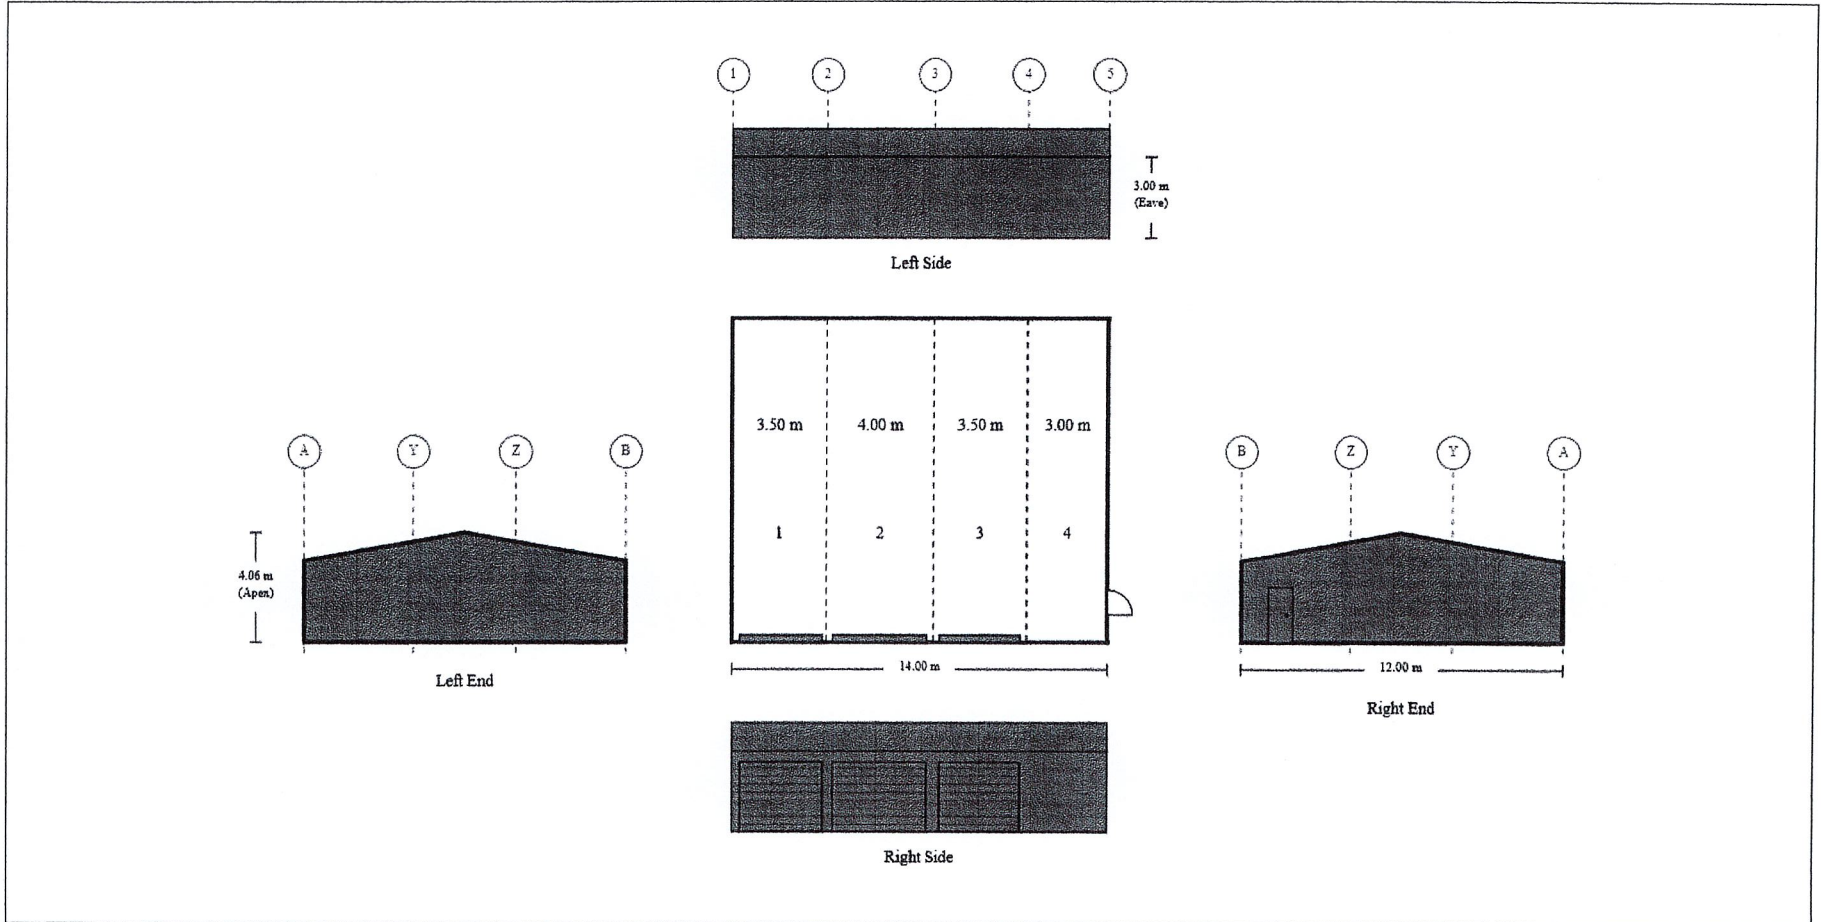 1 2 3 4 5
3.00 m
(Eave)
Left Side
3.50 m 4.00 m 3.50 m 3.00 m
A Y Z B
B Z Y A
1 2 3 4
4.06 m
(Apex)
14.00 m
12.00 m
Left End
Right End
Right Side